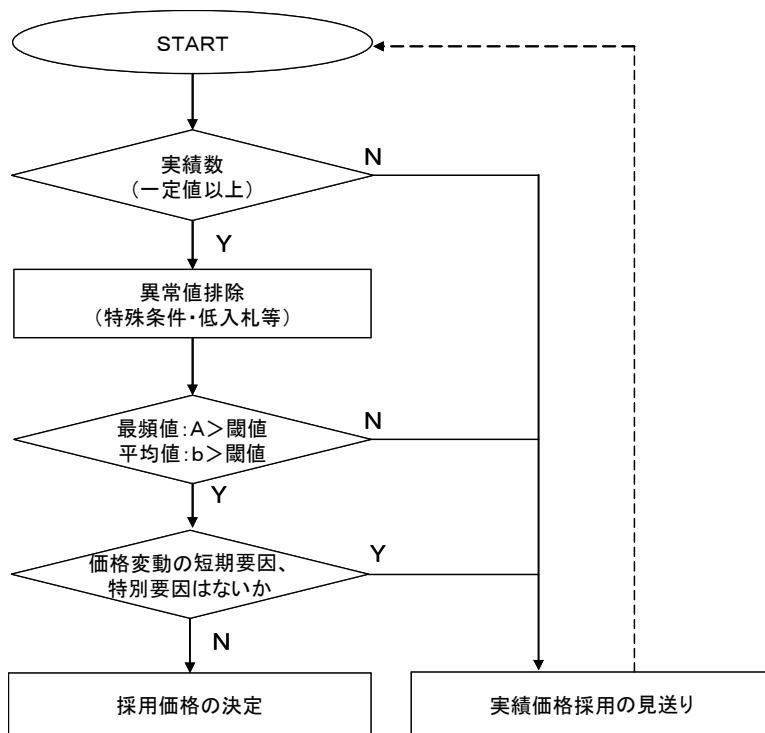 START
実績数
(一定値以上)
N
Y
異常値排除
(特殊条件・低入札等)
最頻値:A>閾値
平均値:b>閾値
N
Y
価格変動の短期要因、
特別要因はないか
Y
N
採用価格の決定
実績価格採用の見送り